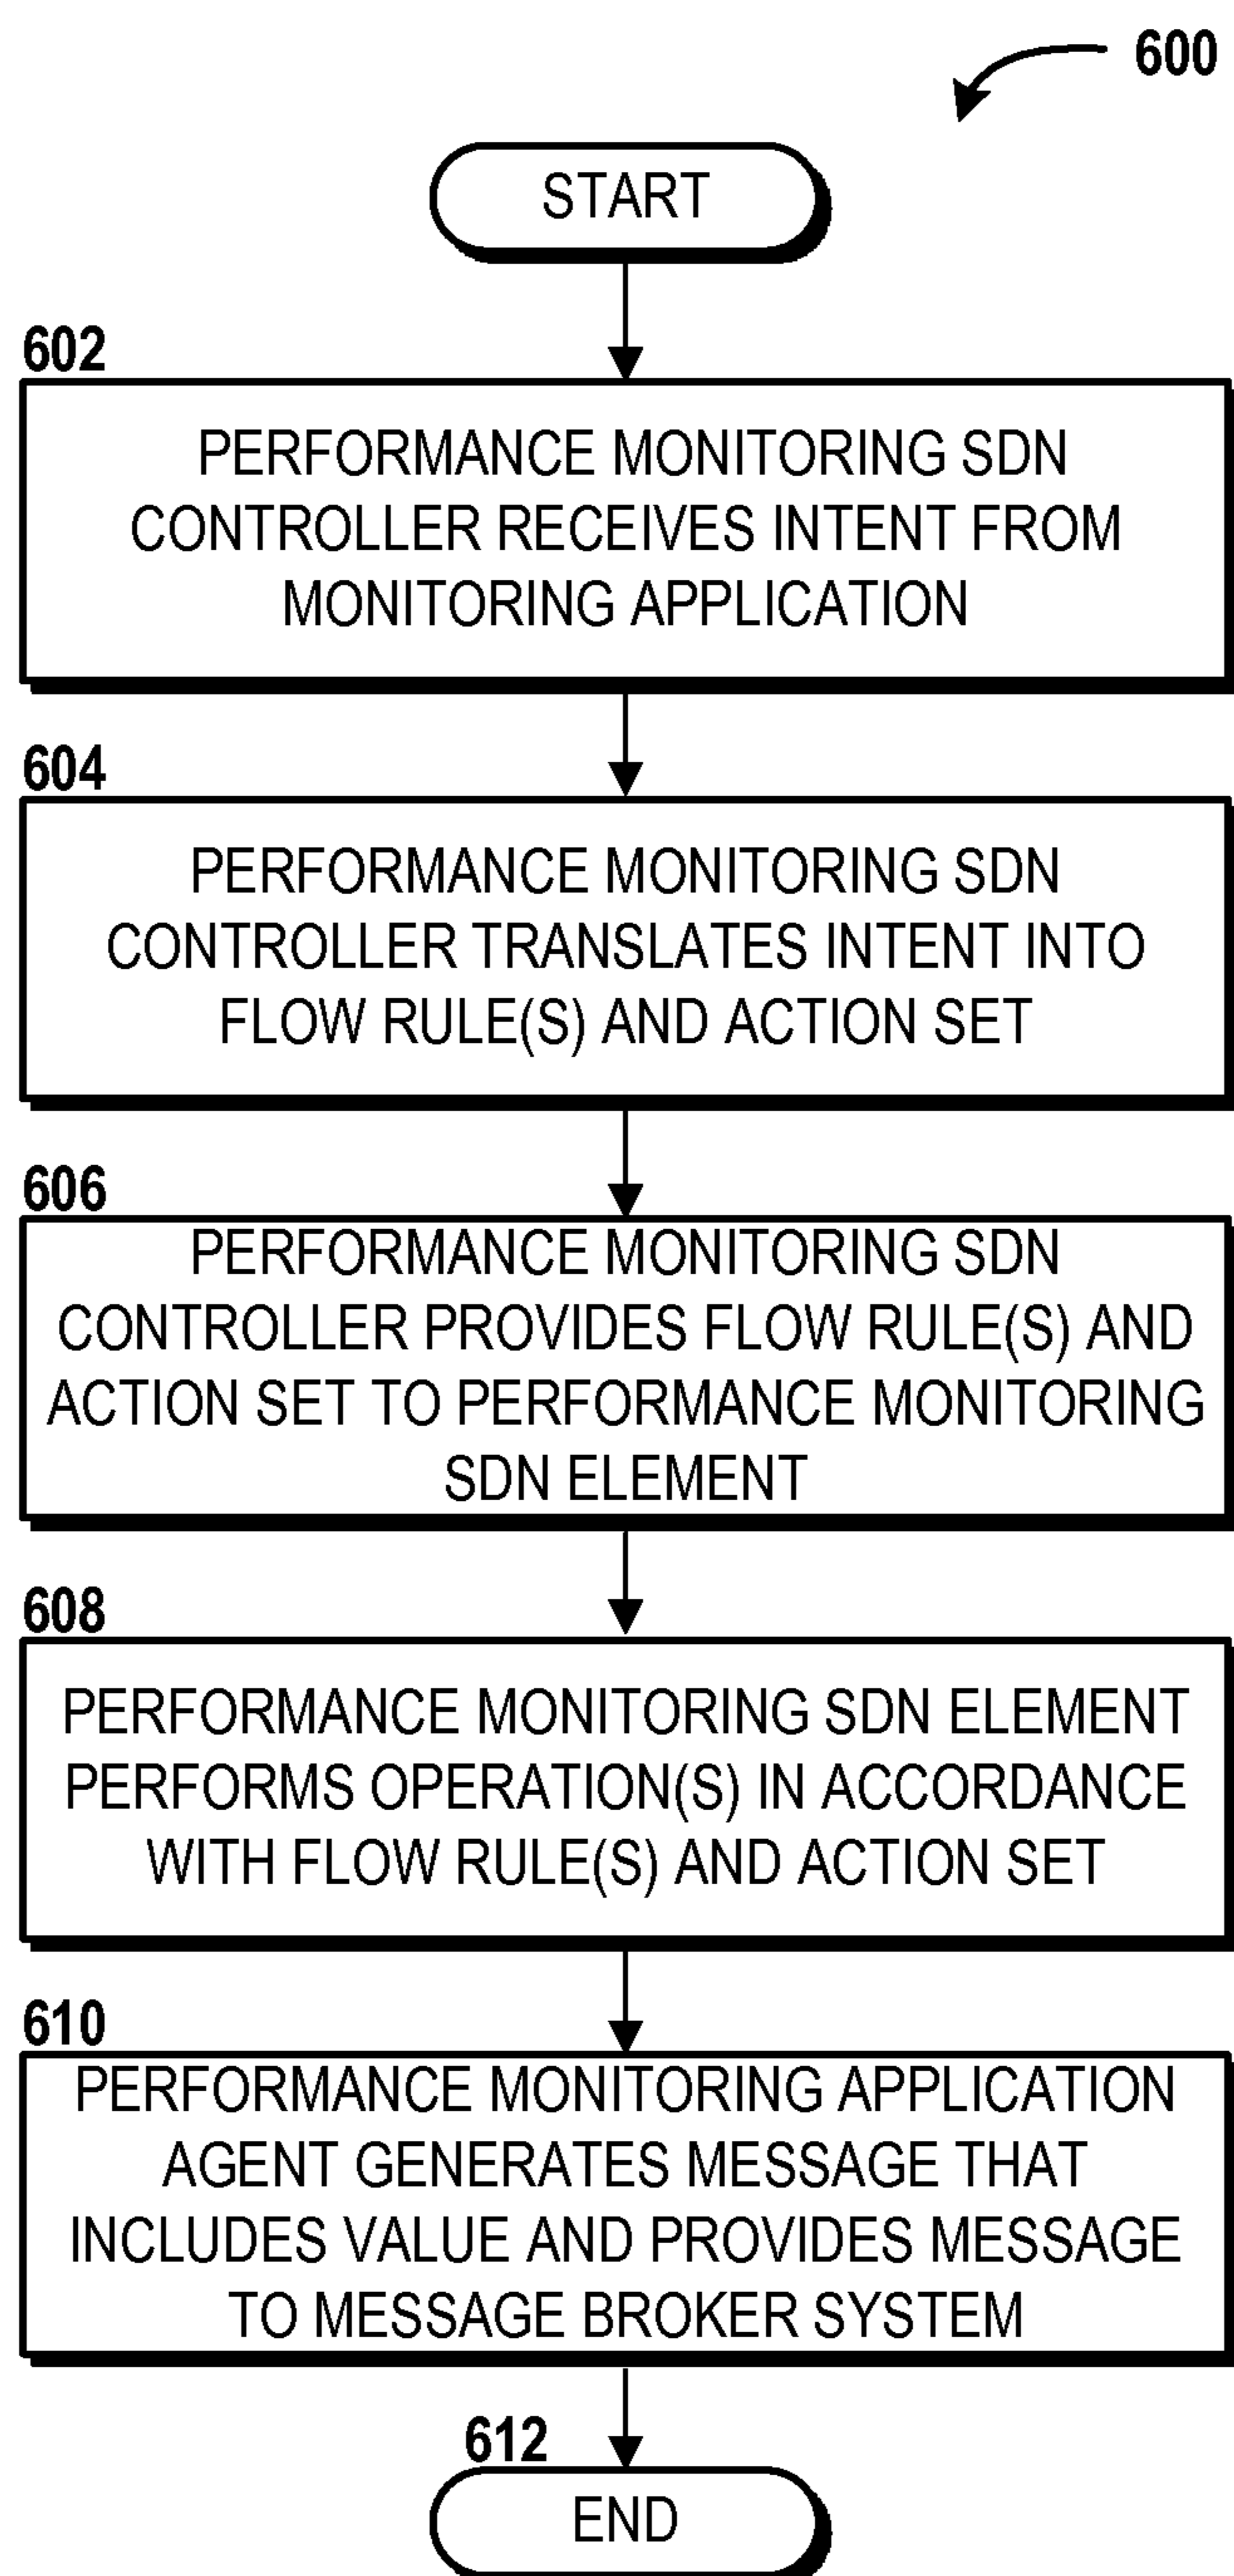 600
START
602
PERFORMANCE MONITORING SDN
CONTROLLER RECEIVES INTENT FROM
MONITORING APPLICATION
604
PERFORMANCE MONITORING SDN
CONTROLLER TRANSLATES INTENT INTO
FLOW RULE(S) AND ACTION SET
606
PERFORMANCE MONITORING SDN
CONTROLLER PROVIDES FLOW RULE(S) AND
ACTION SET TO PERFORMANCE MONITORING
SDN ELEMENT
608
PERFORMANCE MONITORING SDN ELEMENT
PERFORMS OPERATION(S) IN ACCORDANCE
WITH FLOW RULE(S) AND ACTION SET
610
PERFORMANCE MONITORING APPLICATION
AGENT GENERATES MESSAGE THAT
INCLUDES VALUE AND PROVIDES MESSAGE
TO MESSAGE BROKER SYSTEM
612
END